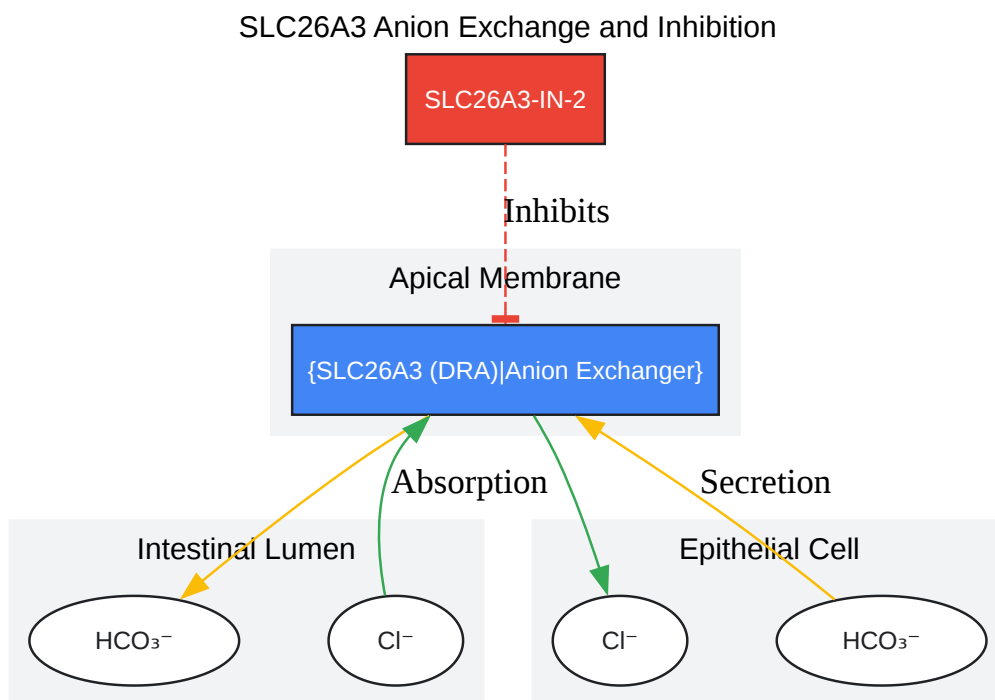 SLC26A3 Anion Exchange and Inhibition
SLC26A3-IN-2
Inhibits
Apical Membrane
{SLC26A3 (DRA)|Anion Exchanger}
Absorption
Secretion
Intestinal Lumen
Epithelial Cell
HCO₃⁻
Cl⁻
Cl⁻
HCO₃⁻